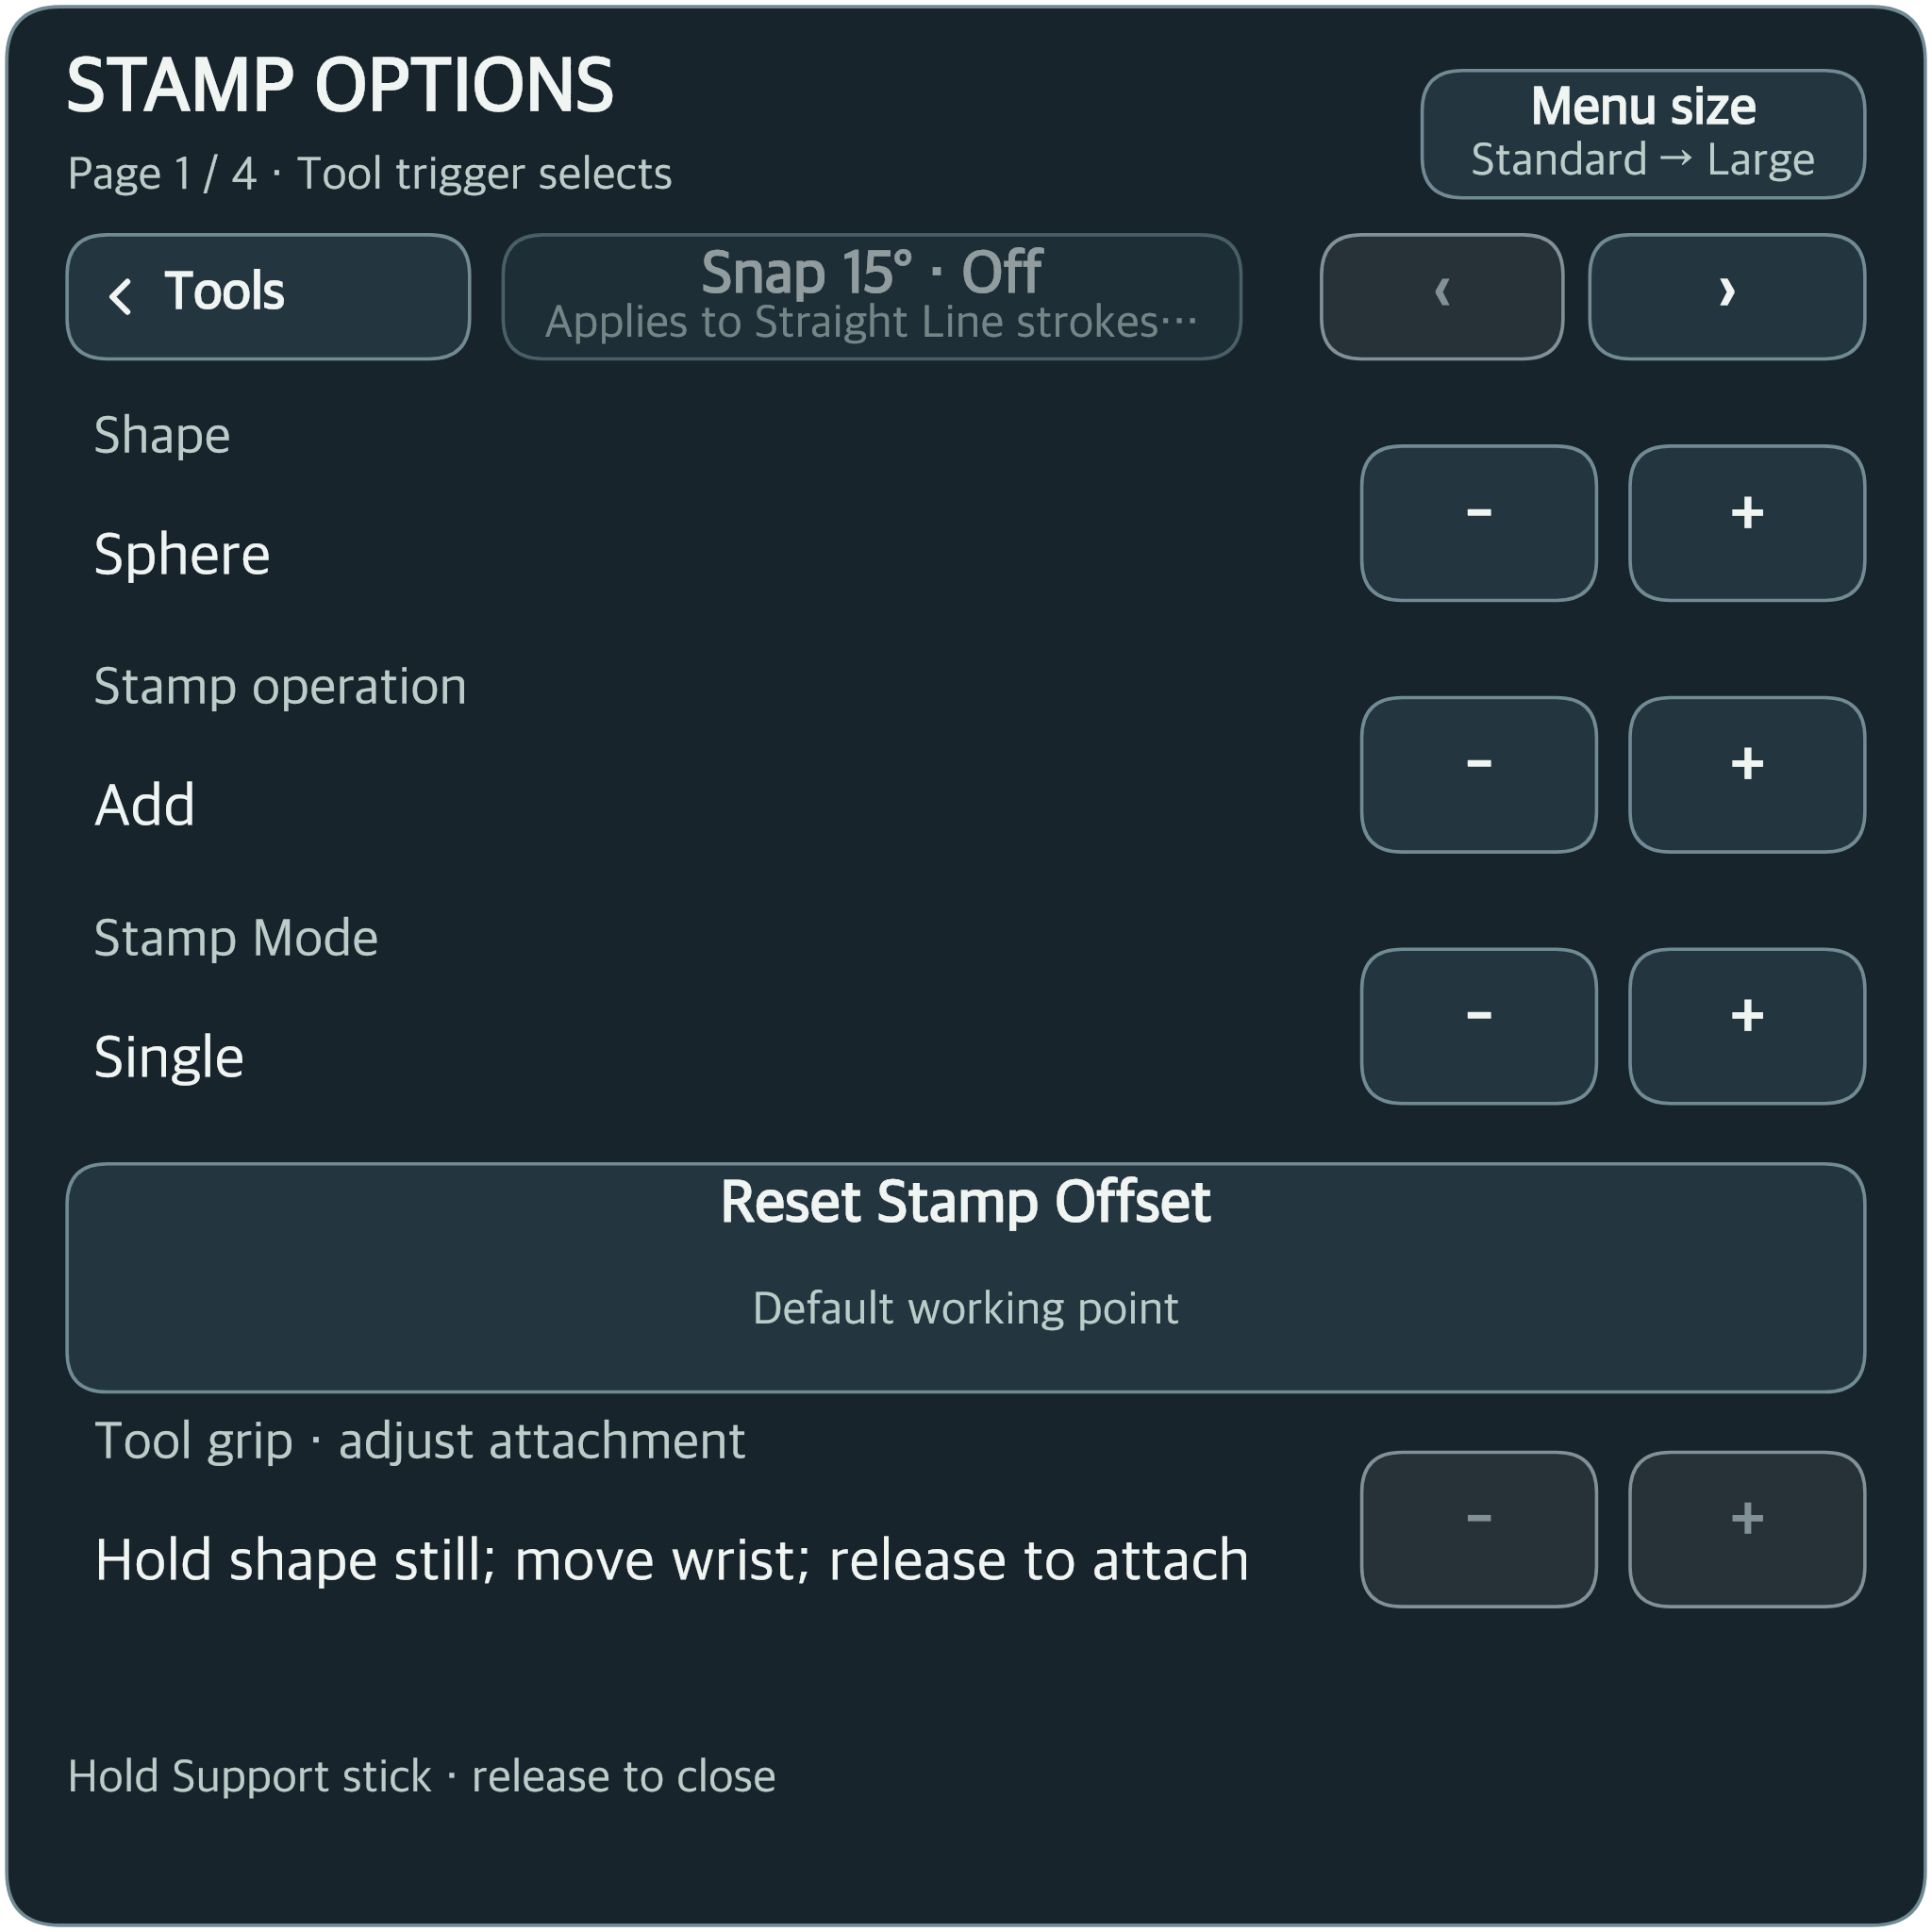 STAMP OPTIONS
Page 1 / 4 · Tool trigger selects
Menu size
Standard → Large
‹ Tools
Snap 15° · Off
Applies to Straight Line strokes…
‹ ›
Shape
Sphere
- +
Stamp operation
Add
- +
Stamp Mode
Single
- +
Reset Stamp Offset
Default working point
Tool grip · adjust attachment
Hold shape still; move wrist; release to attach
- +
Hold Support stick · release to close